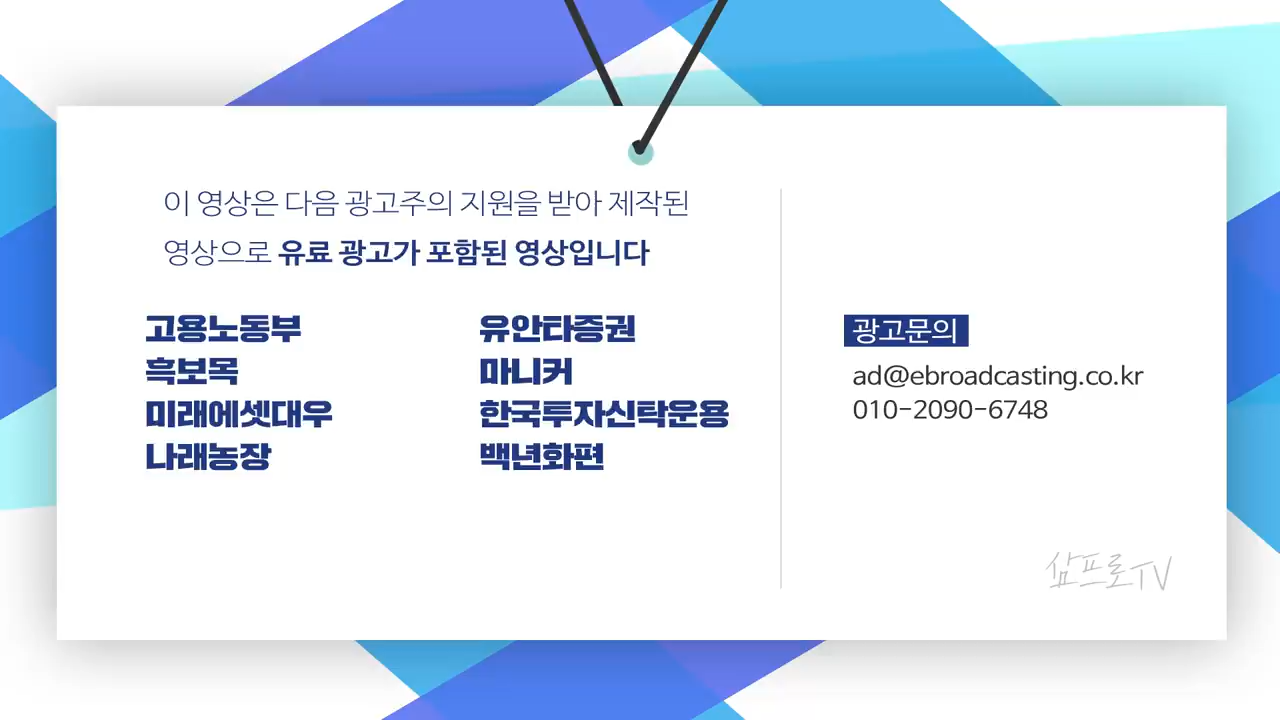 이 영상은 다음 광고주의 지원을 받아 제작된
영상으로 유료 광고가 포함된 영상입니다
고용노동부
흑보목
미래에셋대우
나래농장
유안타증권
마니커
한국투자신탁운용
백년화편
광고문의
ad@ebroadcasting.co.kr
010-2090-6748
삼프로TV